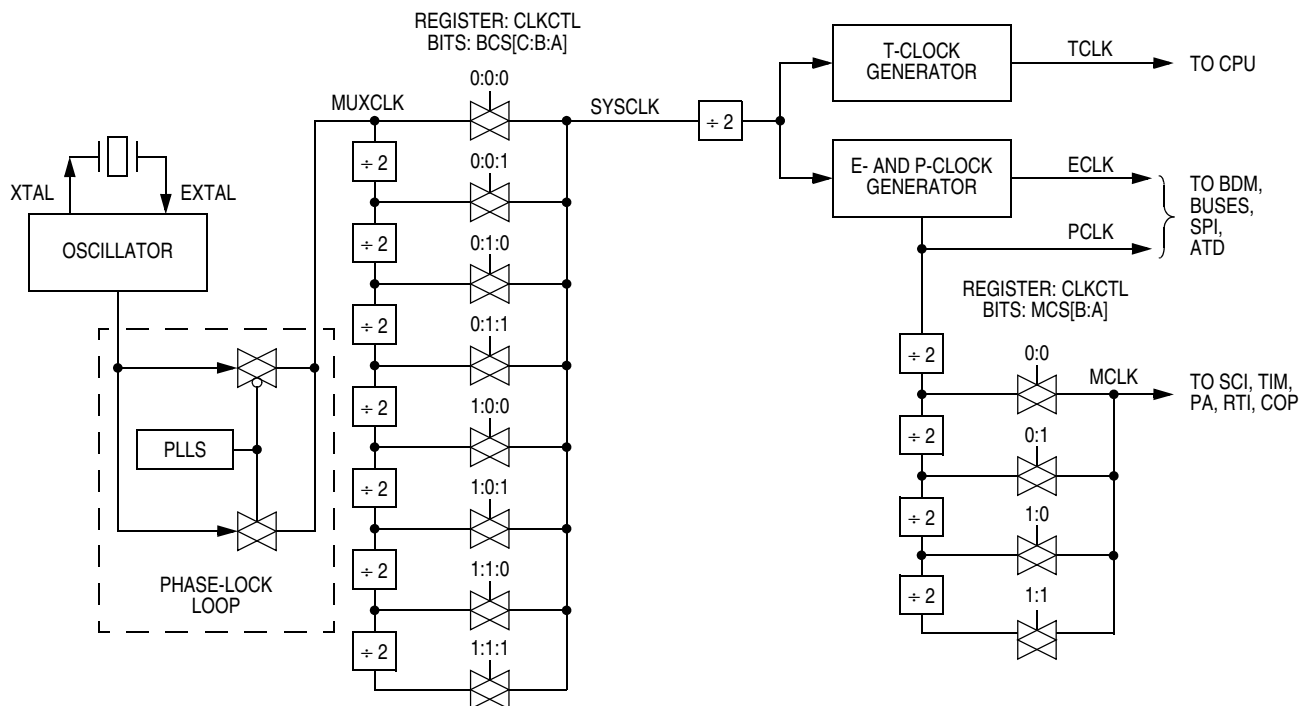 REGISTER: CLKCTL
BITS: BCS[C:B:A]
0:0:0
MUXCLK
SYSCLK
÷ 2
T-CLOCK
GENERATOR
TCLK
TO CPU
÷ 2
0:0:1
E- AND P-CLOCK
GENERATOR
ECLK
PCLK
TO BDM,
BUSES,
SPI,
ATD
XTAL
EXTAL
OSCILLATOR
÷ 2
0:1:0
÷ 2
0:1:1
÷ 2
1:0:0
÷ 2
1:0:1
÷ 2
1:1:0
÷ 2
1:1:1
PLLS
PHASE-LOCK
LOOP
REGISTER: CLKCTL
BITS: MCS[B:A]
÷ 2
0:0
MCLK
TO SCI, TIM,
PA, RTI, COP
÷ 2
0:1
÷ 2
1:0
÷ 2
1:1